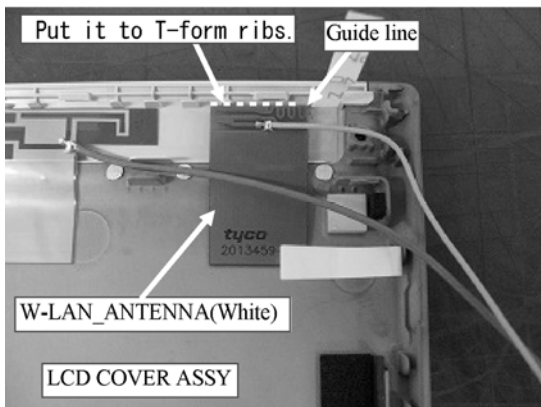 Put it to T-form ribs.
Guide line
tyco
2013459-
W-LAN_ANTENNA(White)
LCD COVER ASSY